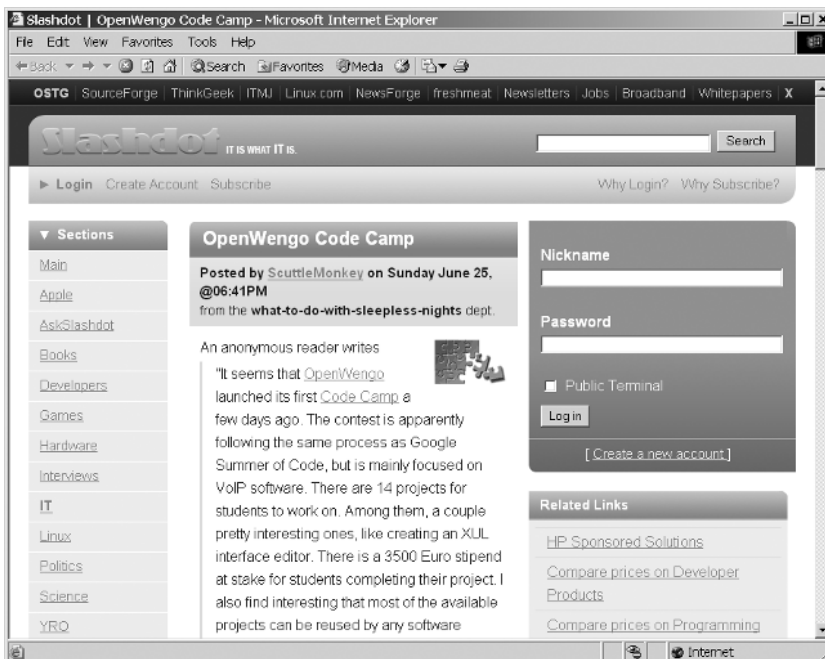 Slashdot | OpenWengo Code Camp - Microsoft Internet Explorer
File Edit View Favorites Tools Help
Back Search Favorites Media
OSTG SourceForge ThinkGeek ITMJ Linux.com NewsForge freshmeat Newsletters Jobs Broadband Whitepapers X
Slashdot IT IS WHAT IT IS.
Search
Login Create Account Subscribe
Why Login? Why Subscribe?
Sections
Main
Apple
AskSlashdot
Books
Developers
Games
Hardware
Interviews
IT
Linux
Politics
Science
YRO
OpenWengo Code Camp
Posted by ScuttleMonkey on Sunday June 25,
@06:41PM
from the what-to-do-with-sleepless-nights dept.
An anonymous reader writes
"It seems that OpenWengo
launched its first Code Camp a
few days ago. The contest is apparently
following the same process as Google
Summer of Code, but is mainly focused on
VoIP software. There are 14 projects for
students to work on. Among them, a couple
pretty interesting ones, like creating an XUL
interface editor. There is a 3500 Euro stipend
at stake for students completing their project. I
also find interesting that most of the available
projects can be reused by any software
Nickname
Password
Public Terminal
Log in
[ Create a new account ]
Related Links
HP Sponsored Solutions
Compare prices on Developer
Products
Compare prices on Programming
Internet